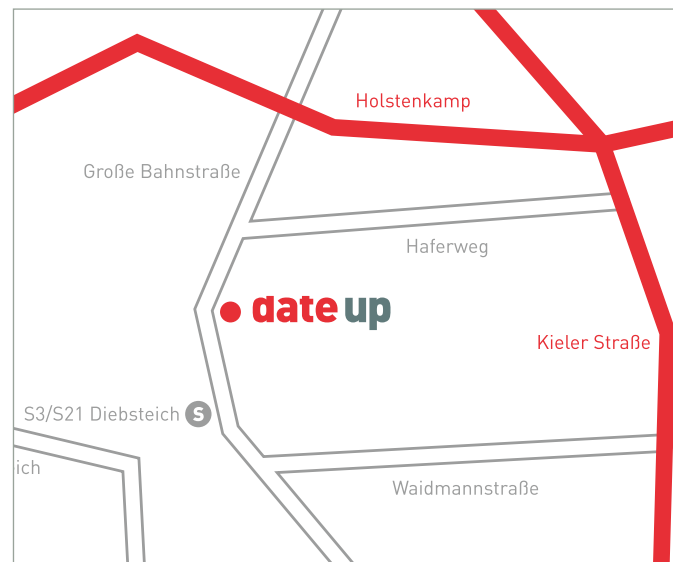 Holstenkamp
Große Bahnstraße
Haferweg
date up
Kieler Straße
S3/S21 Diebsteich S
ich
Waidmannstraße